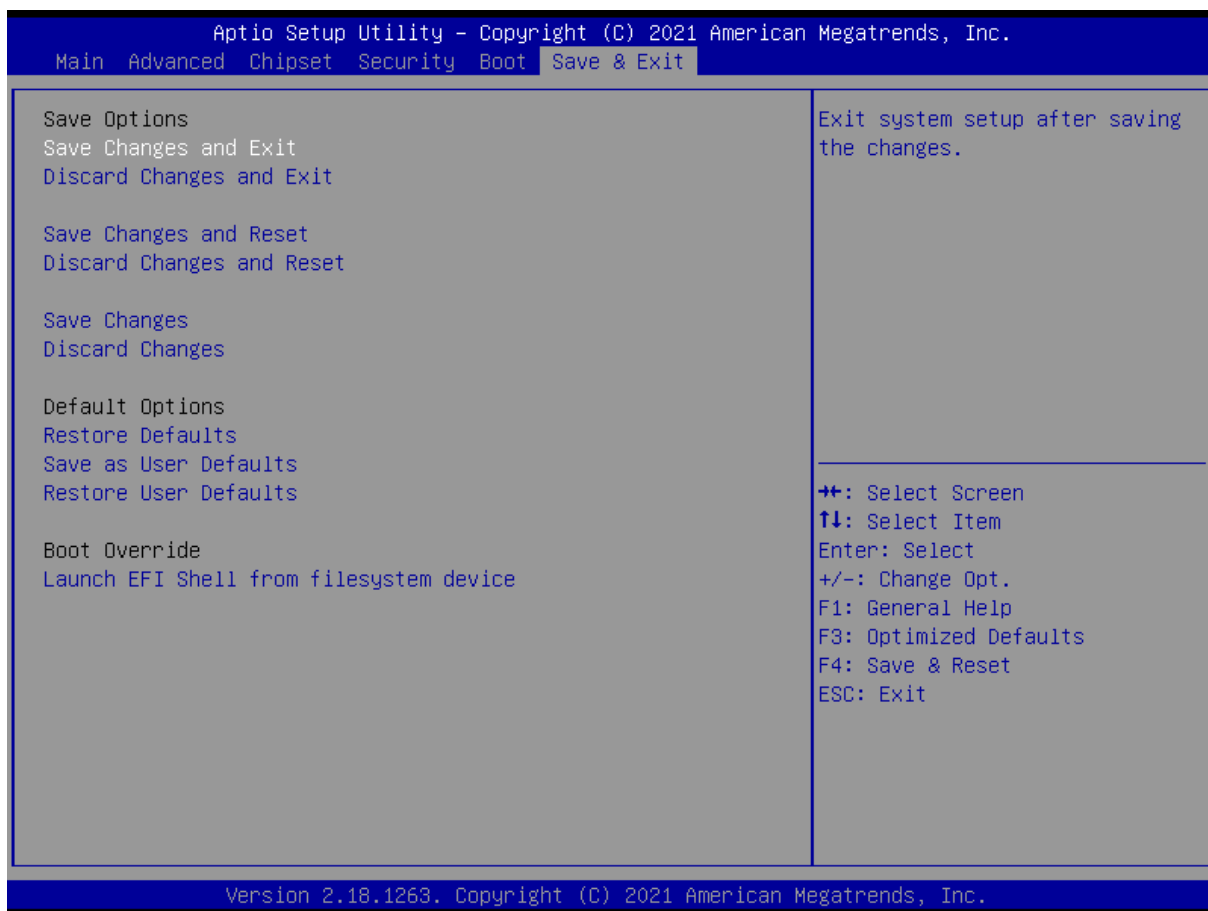 Aptio Setup Utility – Copyright (C) 2021 American Megatrends, Inc.
Main Advanced Chipset Security Boot Save & Exit
Save Options
Save Changes and Exit
Discard Changes and Exit
Save Changes and Reset
Discard Changes and Reset
Save Changes
Discard Changes
Default Options
Restore Defaults
Save as User Defaults
Restore User Defaults
Boot Override
Launch EFI Shell from filesystem device
Exit system setup after saving
the changes.
→←: Select Screen
↑↓: Select Item
Enter: Select
+/-: Change Opt.
F1: General Help
F3: Optimized Defaults
F4: Save & Reset
ESC: Exit
Version 2.18.1263. Copyright (C) 2021 American Megatrends, Inc.